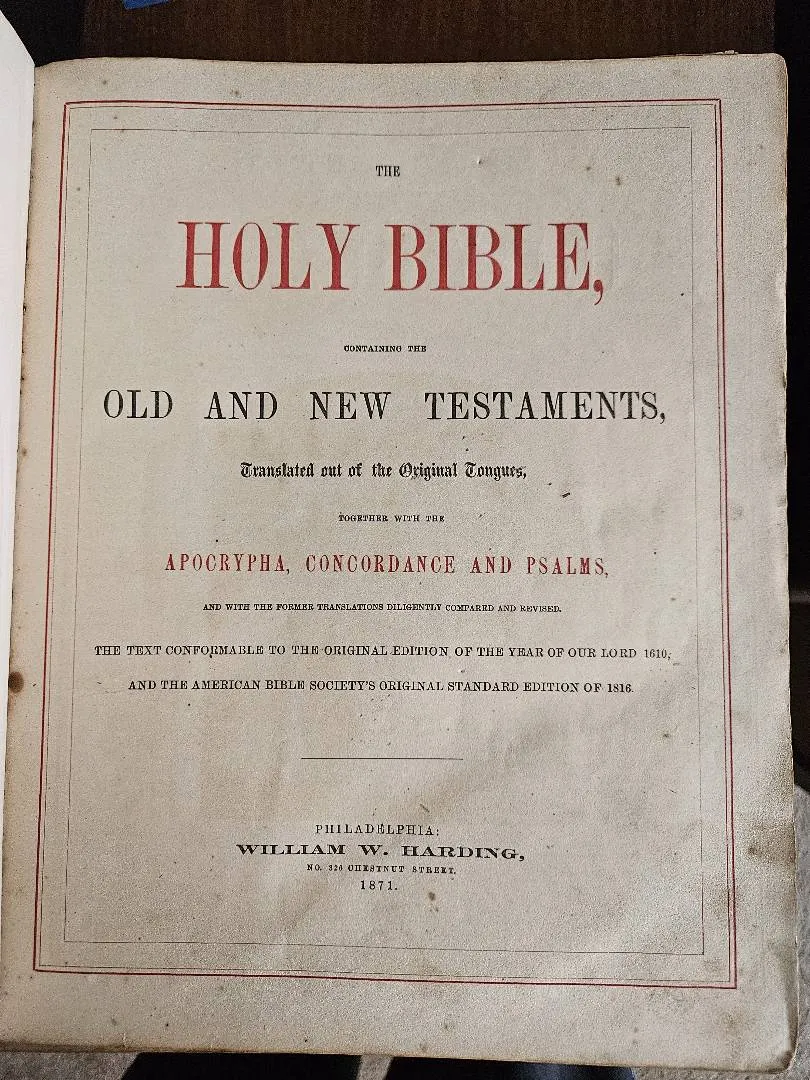 THE
HOLY BIBLE,
CONTAINING THE
OLD AND NEW TESTAMENTS,
Translated out of the Original Tongues,
TOGETHER WITH THE
APOCRYPHA, CONCORDANCE AND PSALMS,
AND WITH THE FORMER TRANSLATIONS DILIGENTLY COMPARED AND REVISED.
THE TEXT CONFORMABLE TO THE ORIGINAL EDITION OF THE YEAR OF OUR LORD 1610,
AND THE AMERICAN BIBLE SOCIETY'S ORIGINAL STANDARD EDITION OF 1816.
PHILADELPHIA:
WILLIAM W. HARDING,
NO. 326 CHESTNUT STREET.
1871.